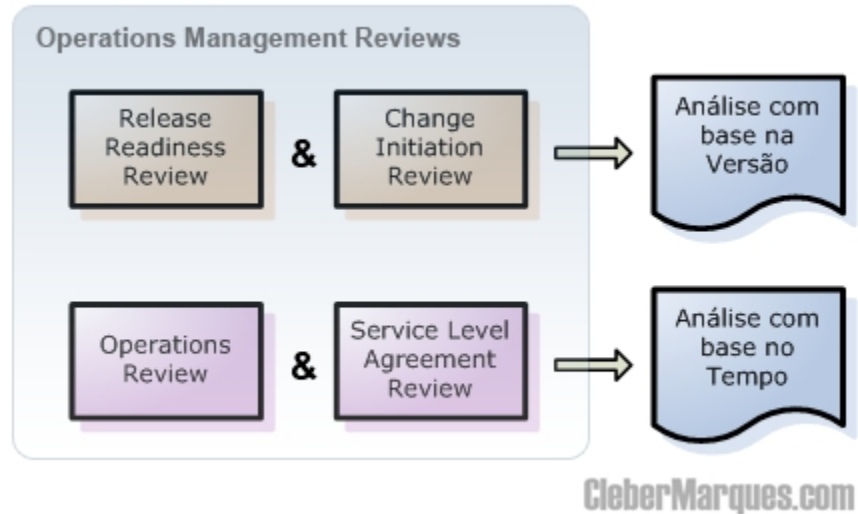 Operations Management Reviews
Release
Readiness
Review
&
Change
Initiation
Review
Análise com
base na
Versão
Operations
Review
&
Service Level
Agreement
Review
Análise com
base no
Tempo
CleberMarques.com